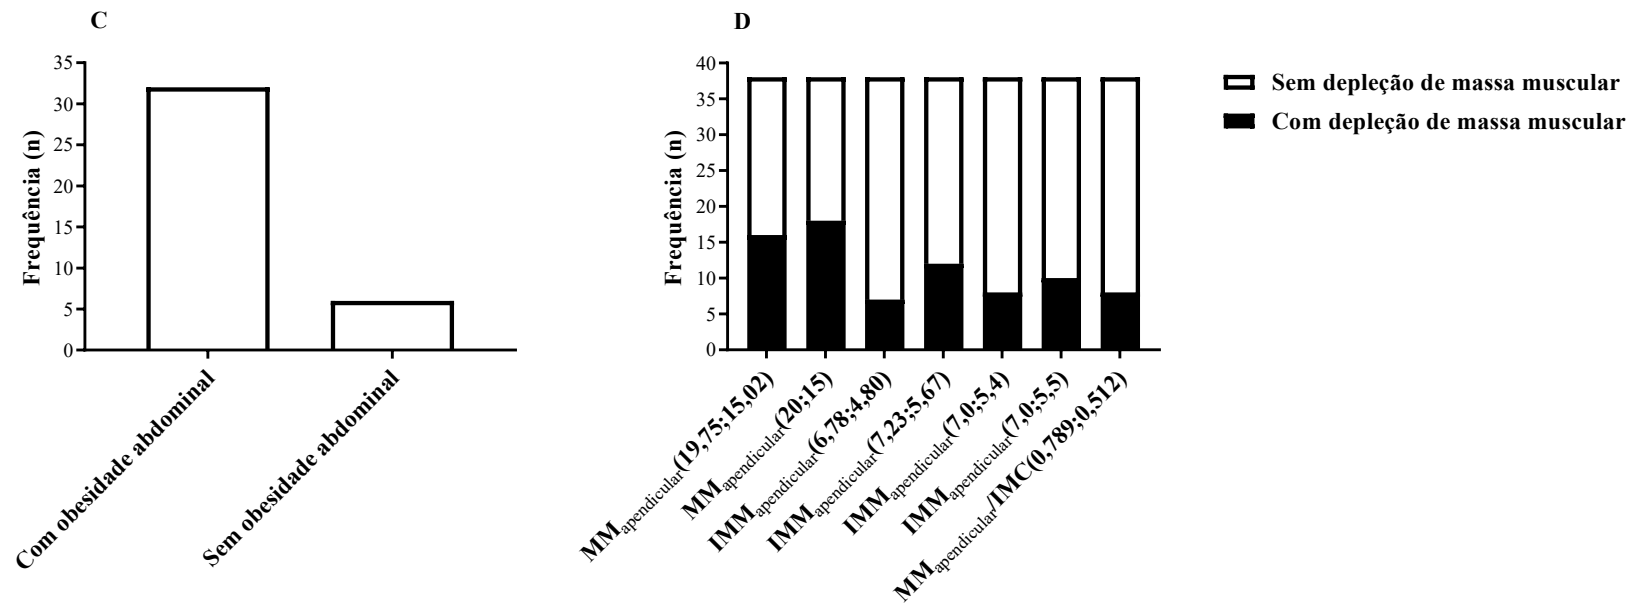 C
Frequência (n)
35
30
25
20
15
10
5
0
Com obesidade abdominal
Sem obesidade abdominal
D
Frequência (n)
40
35
30
25
20
15
10
5
0
MMapendicular(19,75;15,02)
MMapendicular(20;15)
IMMapendicular(6,78;4,80)
IMMapendicular(7,23;5,67)
IMMapendicular(7,0;5,4)
IMMapendicular(7,0;5,5)
MMapendicular/IMC(0,789;0,512)
Sem depleção de massa muscular
Com depleção de massa muscular